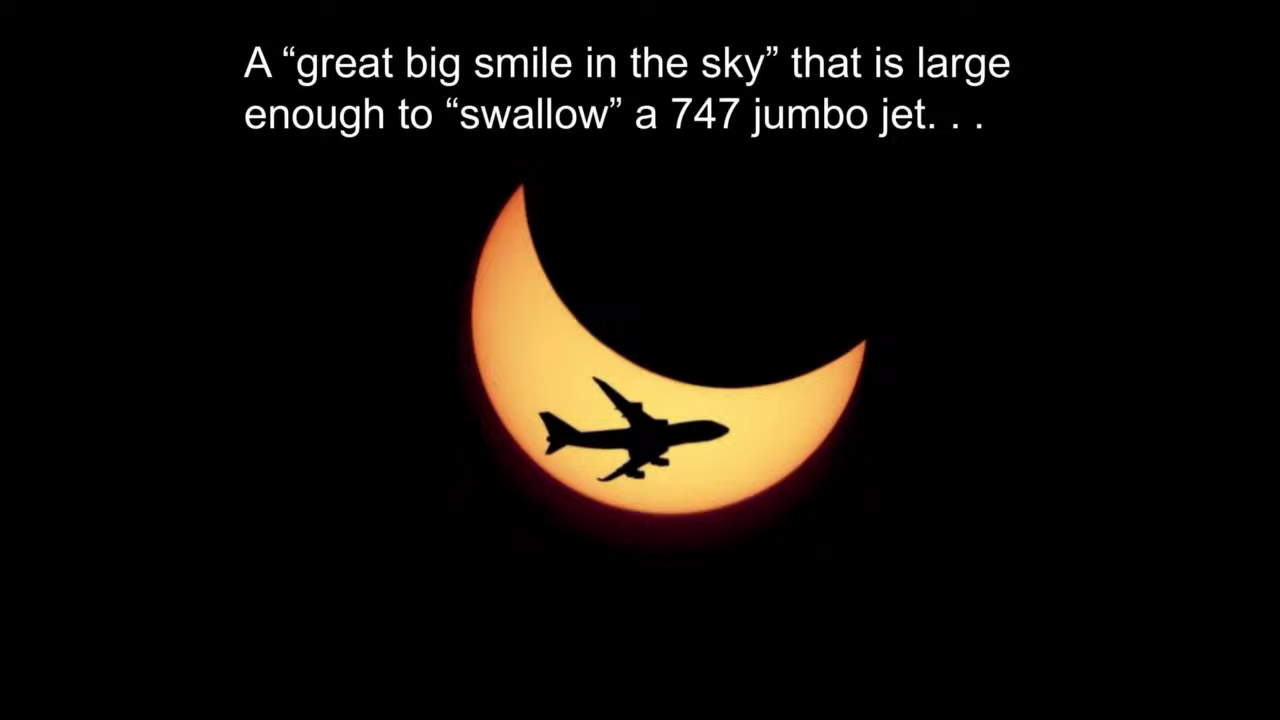 A “great big smile in the sky” that is large
enough to “swallow” a 747 jumbo jet. . .